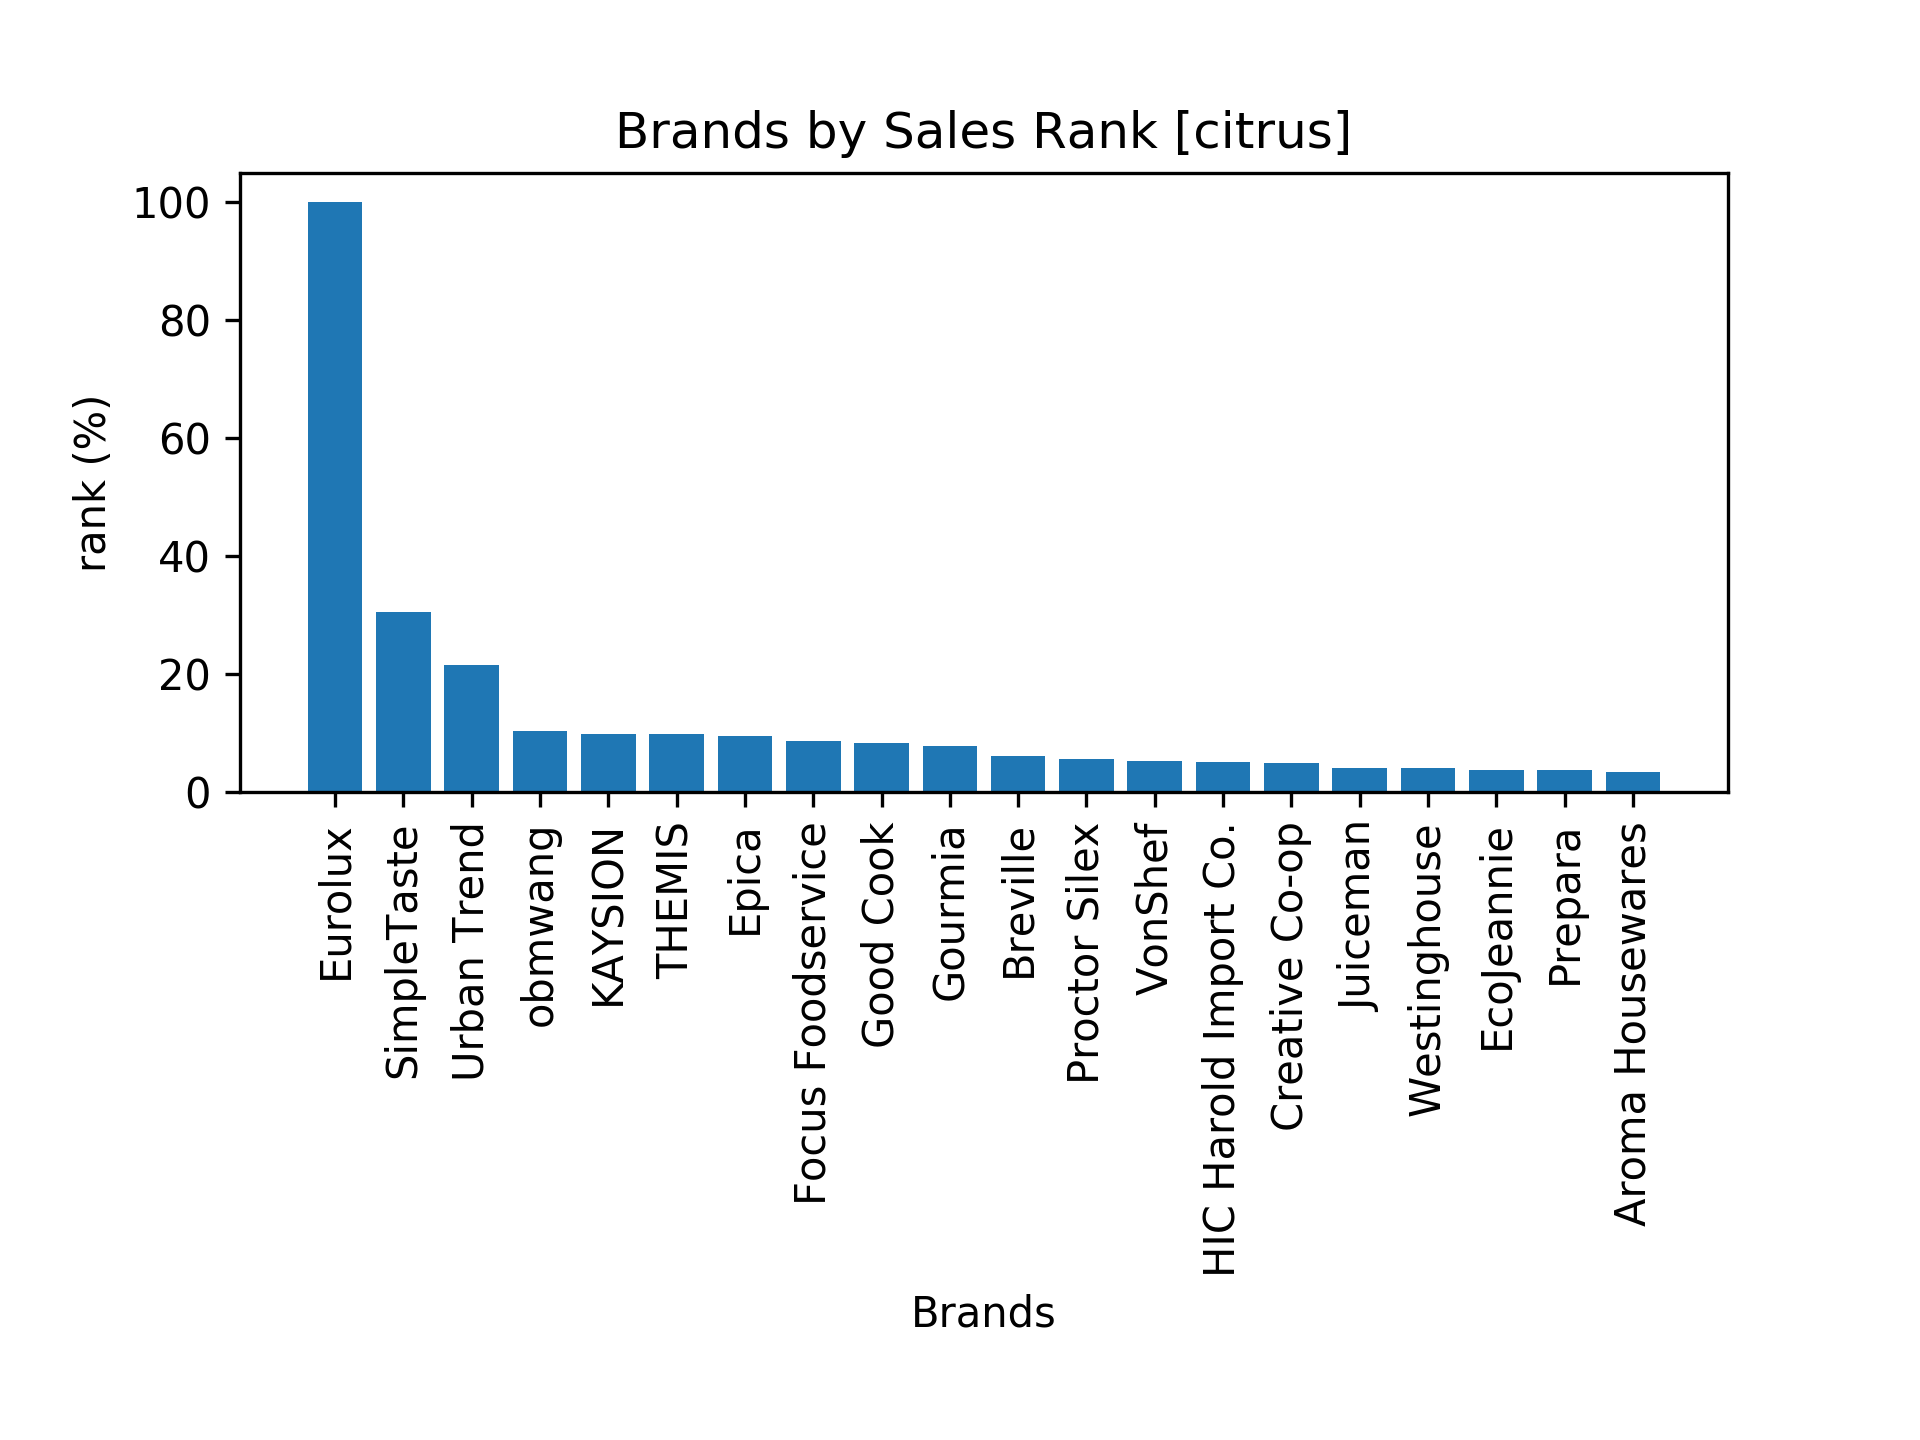 Brands by Sales Rank [citrus]
rank (%)
100
80
60
40
20
0
Eurolux
SimpleTaste
Urban Trend
obmwang
KAYSION
THEMIS
Epica
Focus Foodservice
Good Cook
Gourmia
Breville
Proctor Silex
VonShef
HIC Harold Import Co.
Creative Co-op
Juiceman
Westinghouse
EcoJeannie
Prepara
Aroma Housewares
Brands